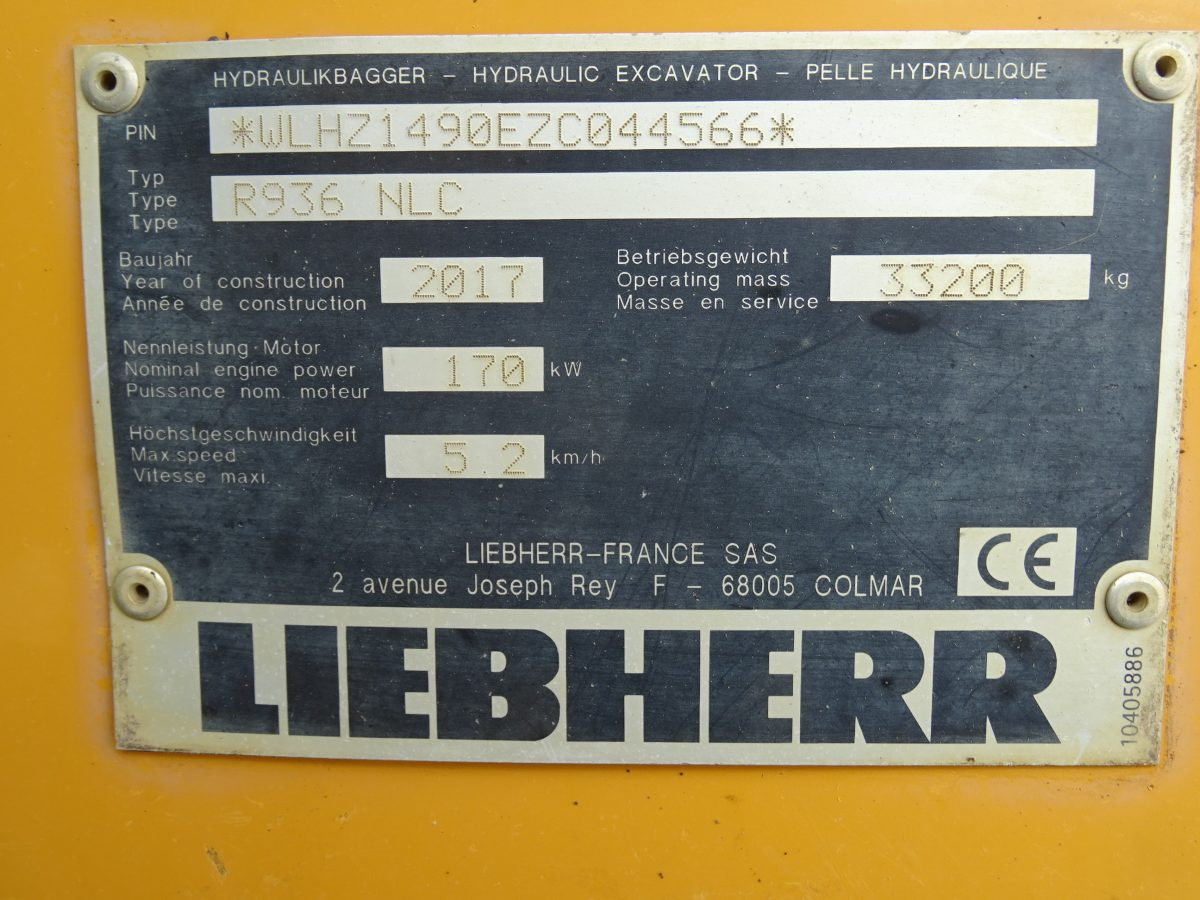 HYDRAULIKBAGGER – HYDRAULIC EXCAVATOR – PELLE HYDRAULIQUE
PIN *WLHZ1490EZC044566*
Typ
Type R936 NLC
Type
Baujahr
Year of construction 2017
Année de construction
Betriebsgewicht
Operating mass 33200 kg
Masse en service
Nennleistung Motor
Nominal engine power 170 kW
Puissance nom. moteur
Höchstgeschwindigkeit
Max.speed 5.2 km/h
Vitesse maxi.
LIEBHERR–FRANCE SAS
2 avenue Joseph Rey F – 68005 COLMAR
CE
LIEBHERR
10405886